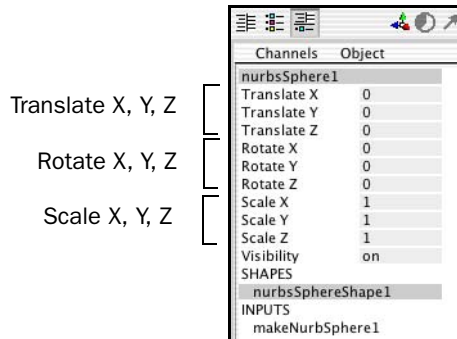 Channels Object
nurbsSphere1
Translate X, Y, Z
Translate X 0
Translate Y 0
Translate Z 0
Rotate X, Y, Z
Rotate X 0
Rotate Y 0
Rotate Z 0
Scale X, Y, Z
Scale X 1
Scale Y 1
Scale Z 1
Visibility on
SHAPES
nurbsSphereShape1
INPUTS
makeNurbSphere1